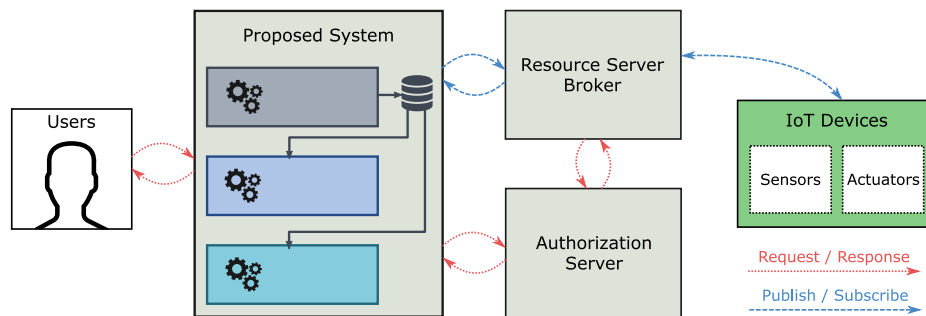 Users
Proposed System
Resource Server
Broker
Authorization
Server
IoT Devices
Sensors
Actuators
Request / Response
Publish / Subscribe